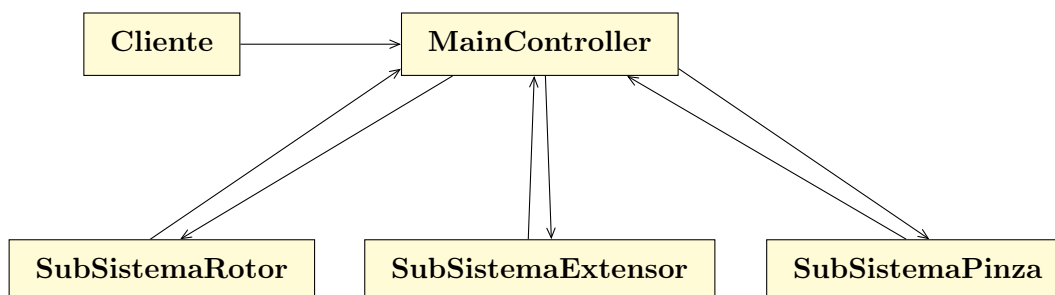 Cliente
MainController
SubSistemaRotor
SubSistemaExtensor
SubSistemaPinza